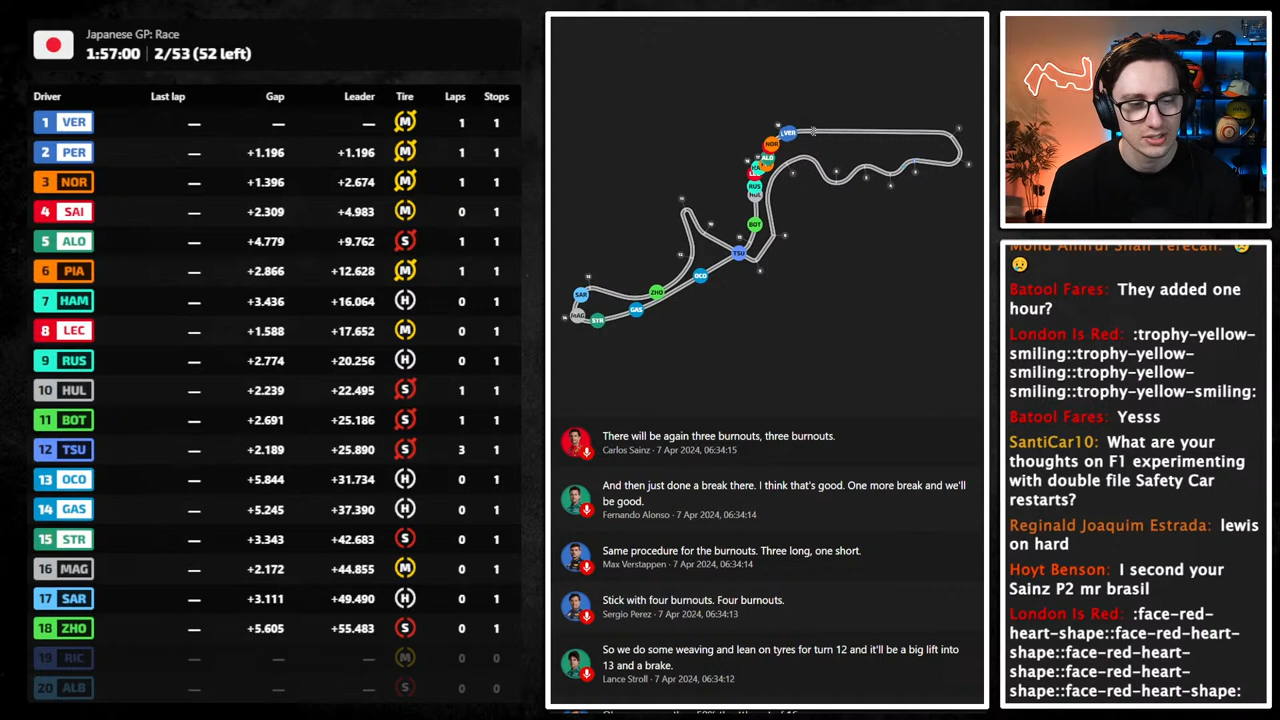 Japanese GP: Race
1:57:00 | 2/53 (52 left)
Driver Last lap Gap Leader Tire Laps Stops
1 VER — — — M 1 1
2 PER — +1.196 +1.196 M 1 1
3 NOR — +1.396 +2.674 M 1 1
4 SAI — +2.309 +4.983 M 0 1
5 ALO — +4.779 +9.762 S 1 1
6 PIA — +2.866 +12.628 M 1 1
7 HAM — +3.436 +16.064 H 0 1
8 LEC — +1.588 +17.652 M 0 1
9 RUS — +2.774 +20.256 H 0 1
10 HUL — +2.239 +22.495 S 1 1
11 BOT — +2.691 +25.186 S 1 1
12 TSU — +2.189 S 3 1
13 OCO — +5.844 +31.734 H 0 1
14 GAS — +5.245 +37.390 H 0 1
15 STR — +3.343 +42.683 S 0 1
16 MAG — +2.172 +44.855 M 0 1
17 SAR — +3.111 +49.490 H 0 1
18 ZHO — +5.605 S 0 1
19 RIC — — — M 0 0
20 ALB — — — S 0 0
VER
NOR
ALO
LEC
RUS
HUL
BOT
TSU
OCO
ZHO
SAR
GAS
MAG
STR
There will be again three burnouts, three burnouts.
Carlos Sainz · 7 Apr 2024, 06:34:15
And then just done a break there. I think that's good. One more break and we'll
be good.
Fernando Alonso · 7 Apr 2024, 06:34:14
Same procedure for the burnouts. Three long, one short.
Max Verstappen · 7 Apr 2024, 06:34:14
Stick with four burnouts. Four burnouts.
Sergio Perez · 7 Apr 2024, 06:34:13
So we do some weaving and lean on tyres for turn 12 and it'll be a big lift into
13 and a brake.
Lance Stroll · 7 Apr 2024, 06:34:12
Batool Fares: They added one
hour?
London Is Red: :trophy-yellow-
smiling::trophy-yellow-
smiling::trophy-yellow-
smiling::trophy-yellow-smiling:
Batool Fares: Yesss
SantiCar10: What are your
thoughts on F1 experimenting
with double file Safety Car
restarts?
Reginald Joaquim Estrada: lewis
on hard
Hoyt Benson: I second your
Sainz P2 mr brasil
London Is Red: :face-red-
heart-shape::face-red-heart-
shape::face-red-heart-
shape::face-red-heart-shape: